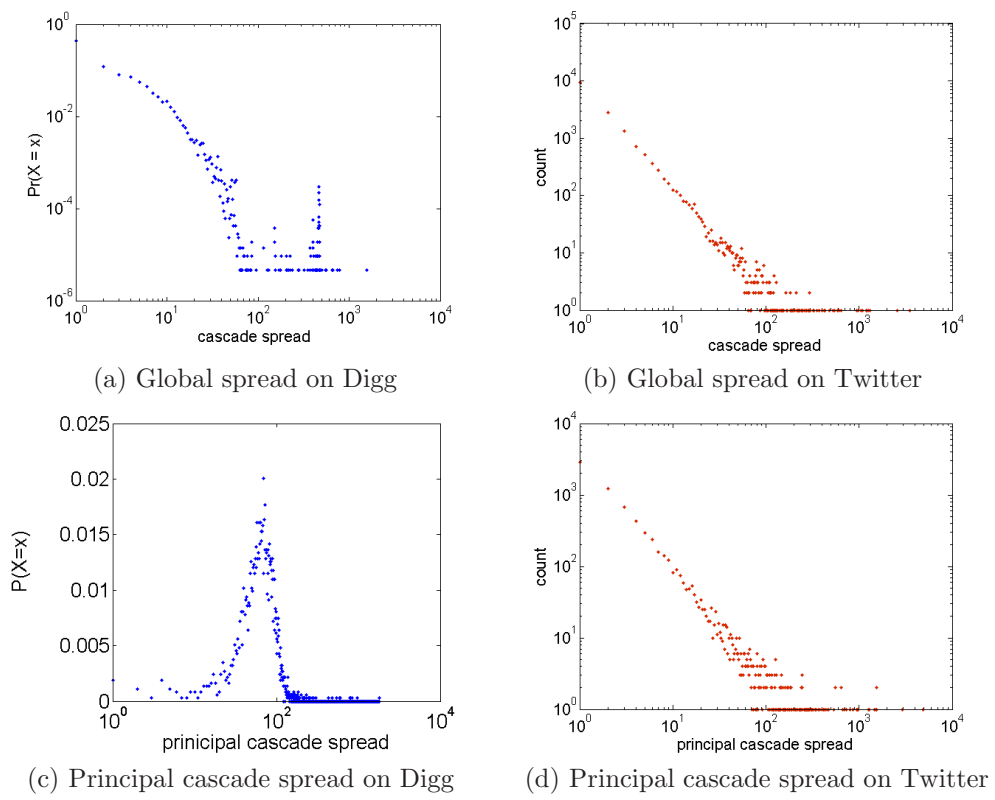 10^0
10^-2
10^-4
10^-6
Pr(X = x)
10^0 10^1 10^2 10^3 10^4
cascade spread
(a) Global spread on Digg
10^5
10^4
10^3
10^2
10^1
10^0
count
10^0 10^1 10^2 10^3 10^4
cascade spread
(b) Global spread on Twitter
0.025
0.02
0.015
0.01
0.005
0
P(X=x)
10^0 10^2 10^4
prinicipal cascade spread
(c) Principal cascade spread on Digg
10^4
10^3
10^2
10^1
10^0
count
10^0 10^1 10^2 10^3 10^4
principal cascade spread
(d) Principal cascade spread on Twitter